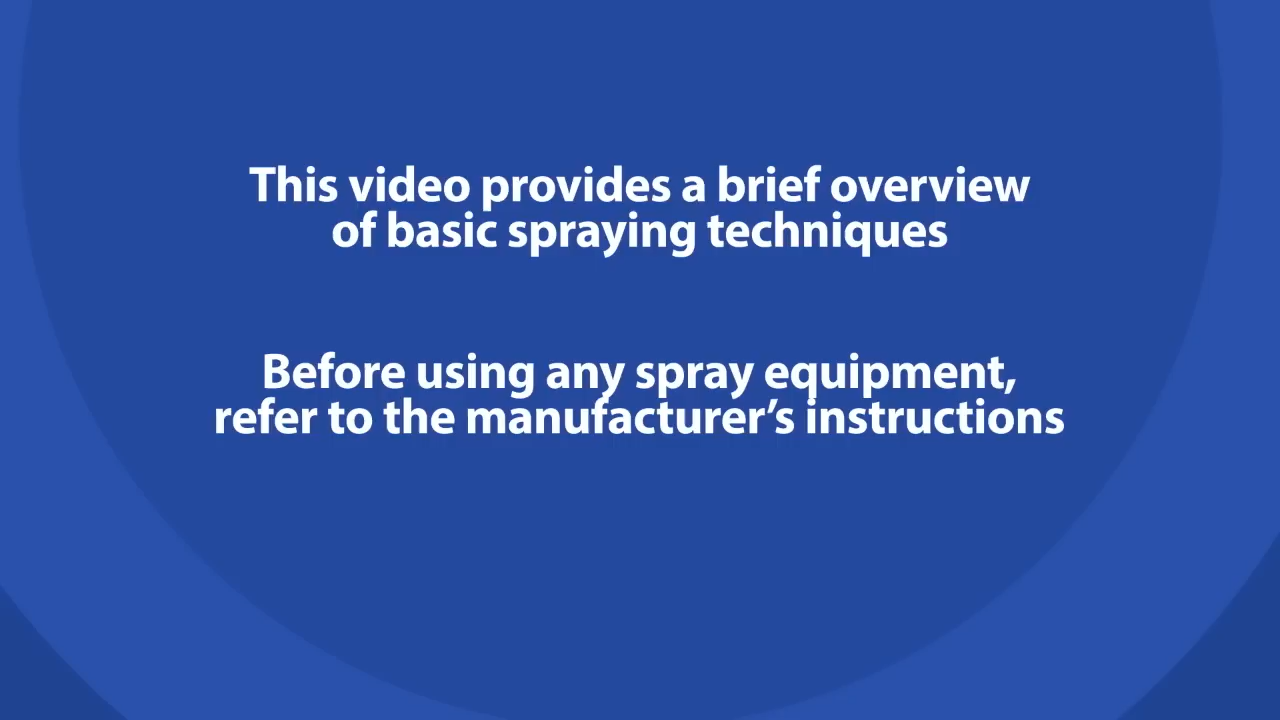 This video provides a brief overview
of basic spraying techniques
Before using any spray equipment,
refer to the manufacturer’s instructions